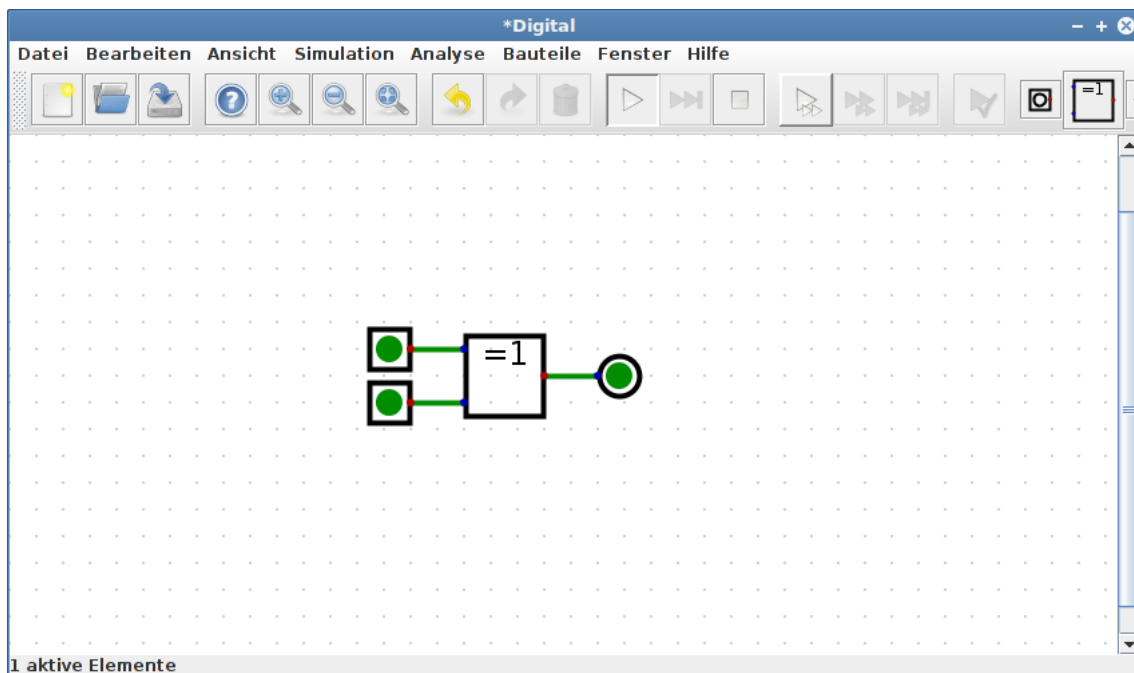 *Digital
Datei Bearbeiten Ansicht Simulation Analyse Bauteile Fenster Hilfe
=1
=1
1 aktive Elemente